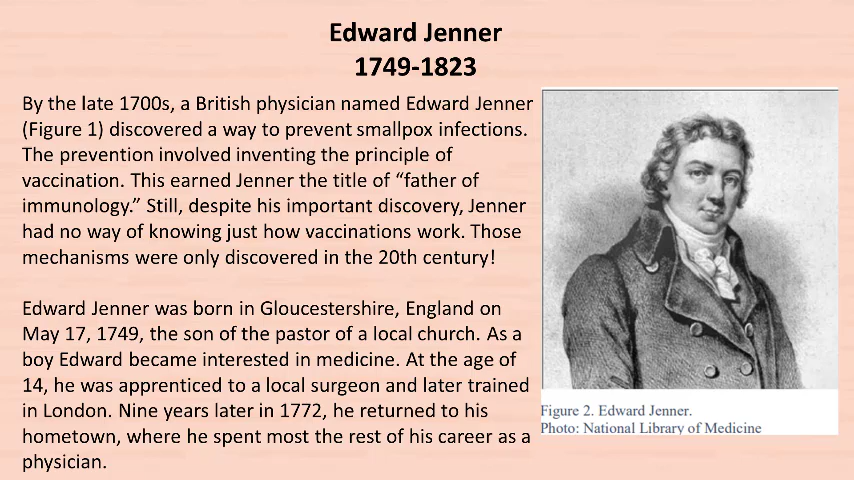 Edward Jenner
1749-1823
By the late 1700s, a British physician named Edward Jenner
(Figure 1) discovered a way to prevent smallpox infections.
The prevention involved inventing the principle of
vaccination. This earned Jenner the title of “father of
immunology.” Still, despite his important discovery, Jenner
had no way of knowing just how vaccinations work. Those
mechanisms were only discovered in the 20th century!
Edward Jenner was born in Gloucestershire, England on
May 17, 1749, the son of the pastor of a local church. As a
boy Edward became interested in medicine. At the age of
14, he was apprenticed to a local surgeon and later trained
in London. Nine years later in 1772, he returned to his
hometown, where he spent most the rest of his career as a
physician.
Figure 2. Edward Jenner.
Photo: National Library of Medicine